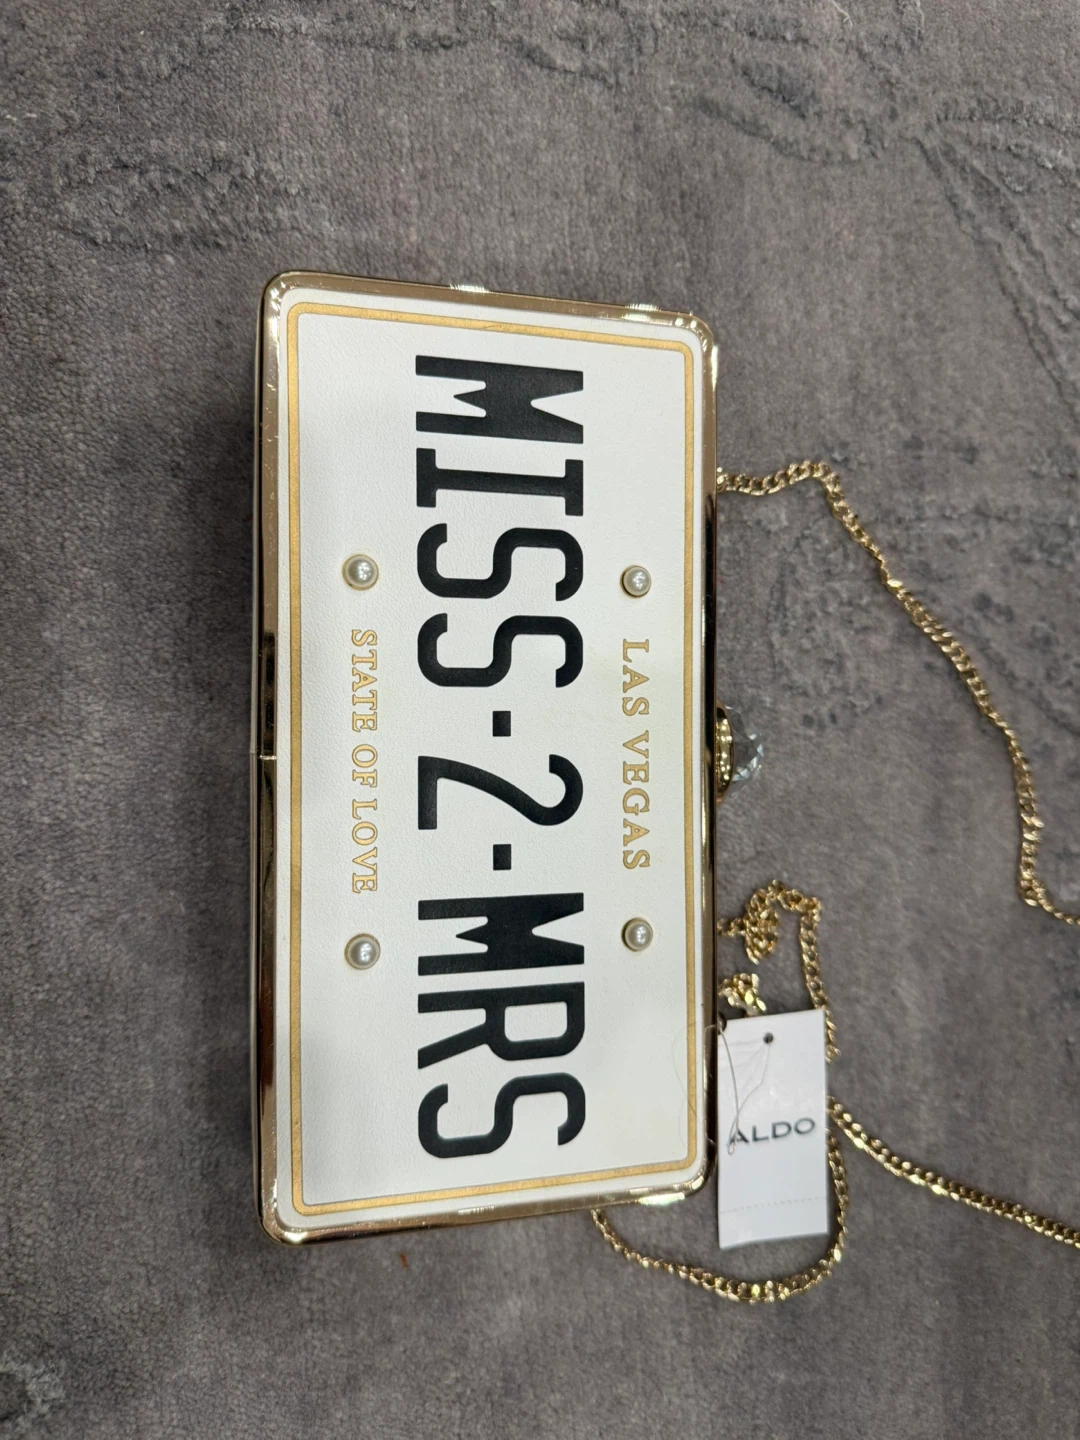 LAS VEGAS
MISS-2-MRS
STATE OF LOVE
ALDO